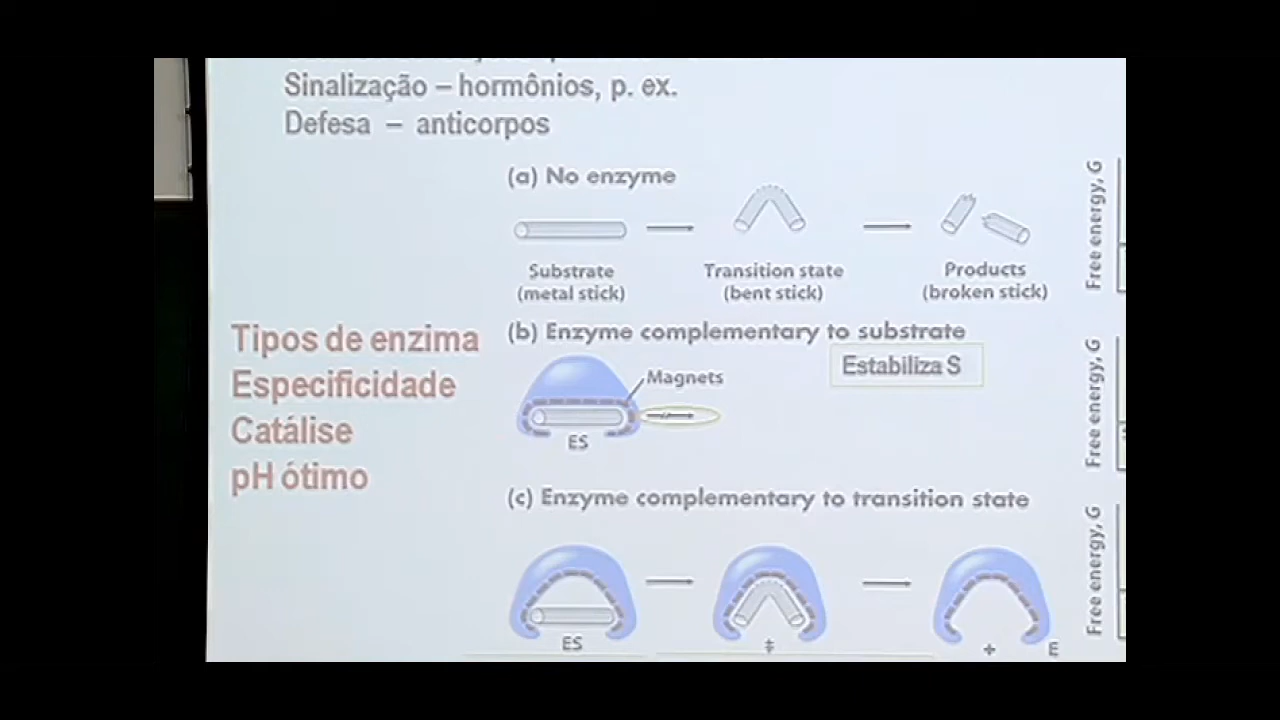 Sinalização – hormônios, p. ex.
Defesa – anticorpos
(a) No enzyme
Substrate
(metal stick)
Transition state
(bent stick)
Products
(broken stick)
Free energy, G
Tipos de enzima
Especificidade
Catálise
pH ótimo
(b) Enzyme complementary to substrate
Estabiliza S
Magnets
ES
Free energy, G
(c) Enzyme complementary to transition state
ES
‡
+
E
Free energy, G